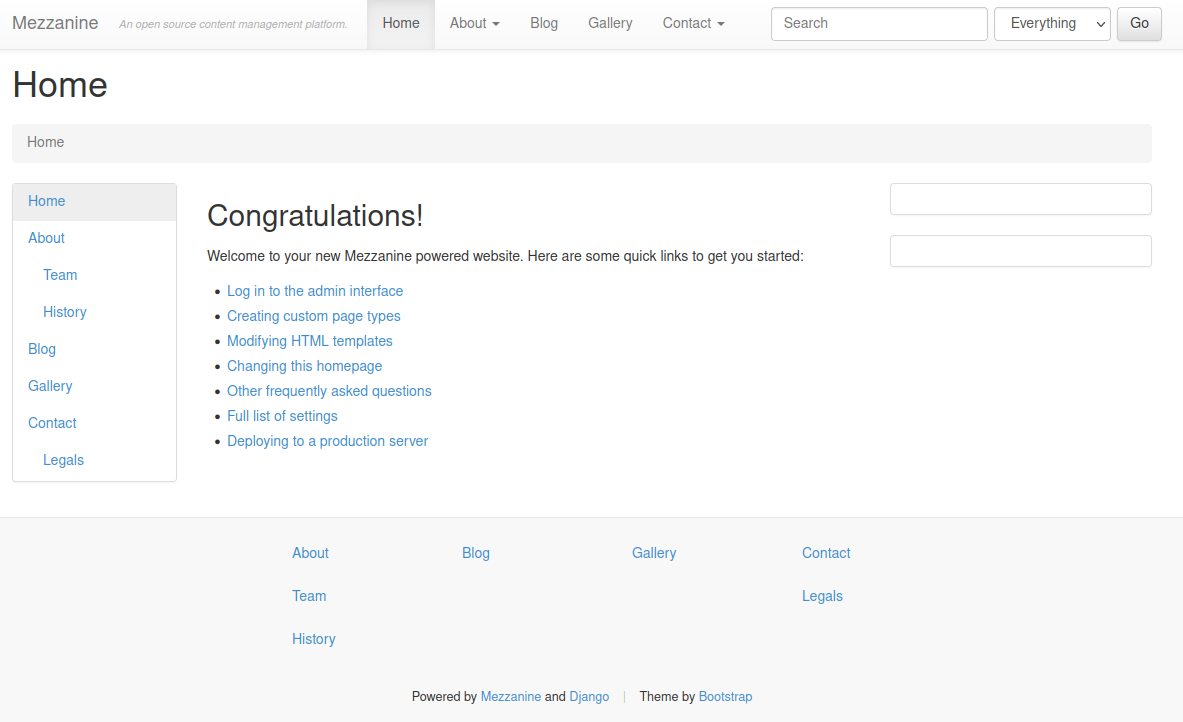 Mezzanine An open source content management platform. Home About Blog Gallery Contact Search Everything Go
Home
Home
Home
About
Team
History
Blog
Gallery
Contact
Legals
Congratulations!
Welcome to your new Mezzanine powered website. Here are some quick links to get you started:
Log in to the admin interface
Creating custom page types
Modifying HTML templates
Changing this homepage
Other frequently asked questions
Full list of settings
Deploying to a production server
About Blog Gallery Contact
Team Legals
History
Powered by Mezzanine and Django | Theme by Bootstrap